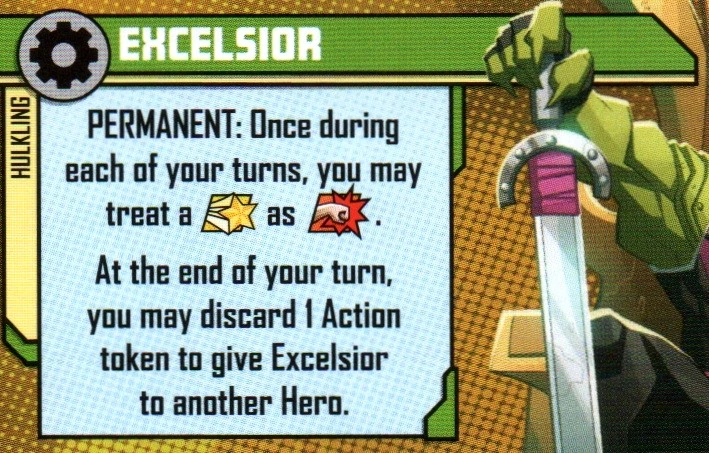 EXCELSIOR
HULKLING
PERMANENT: Once during
each of your turns, you may
treat a as .
At the end of your turn,
you may discard 1 Action
token to give Excelsior
to another Hero.